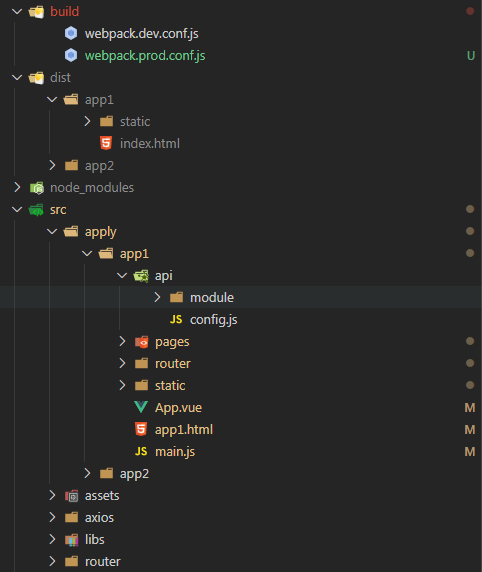 build
webpack.dev.conf.js
webpack.prod.conf.js U
dist
app1
static
index.html
app2
node_modules
src
apply
app1
api
module
JS config.js
pages
router
static
App.vue M
app1.html M
JS main.js M
app2
assets
axios
libs
router